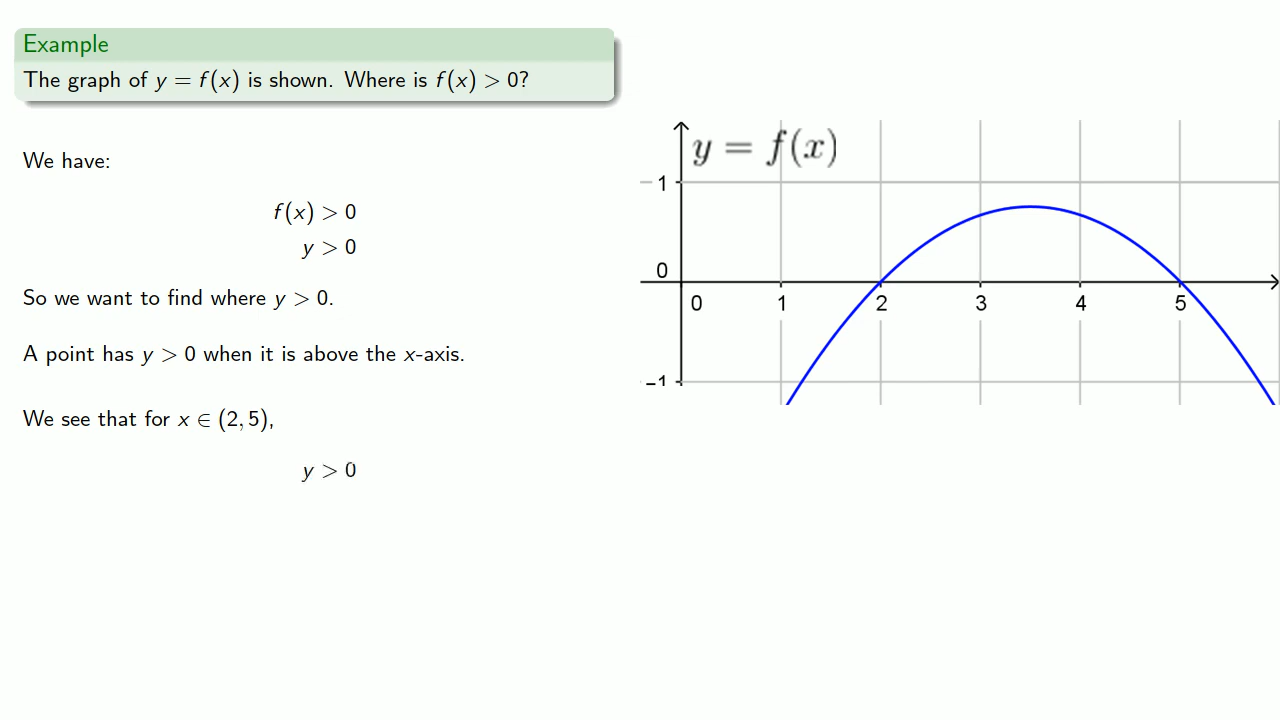 Example
The graph of y = f(x) is shown. Where is f(x) > 0?
We have:
f(x) > 0
y > 0
So we want to find where y > 0.
A point has y > 0 when it is above the x-axis.
We see that for x ∈ (2, 5),
y > 0
y = f(x)
1
0
0 1 2 3 4 5
−1